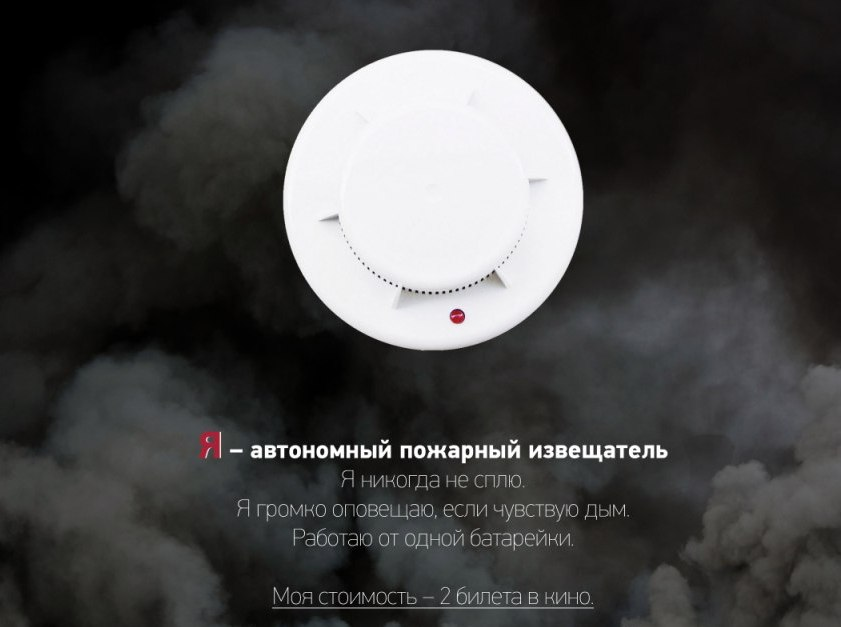 Я – автономный пожарный извещатель
Я никогда не сплю.
Я громко оповещаю, если чувствую дым.
Работаю от одной батарейки.
Моя стоимость – 2 билета в кино.